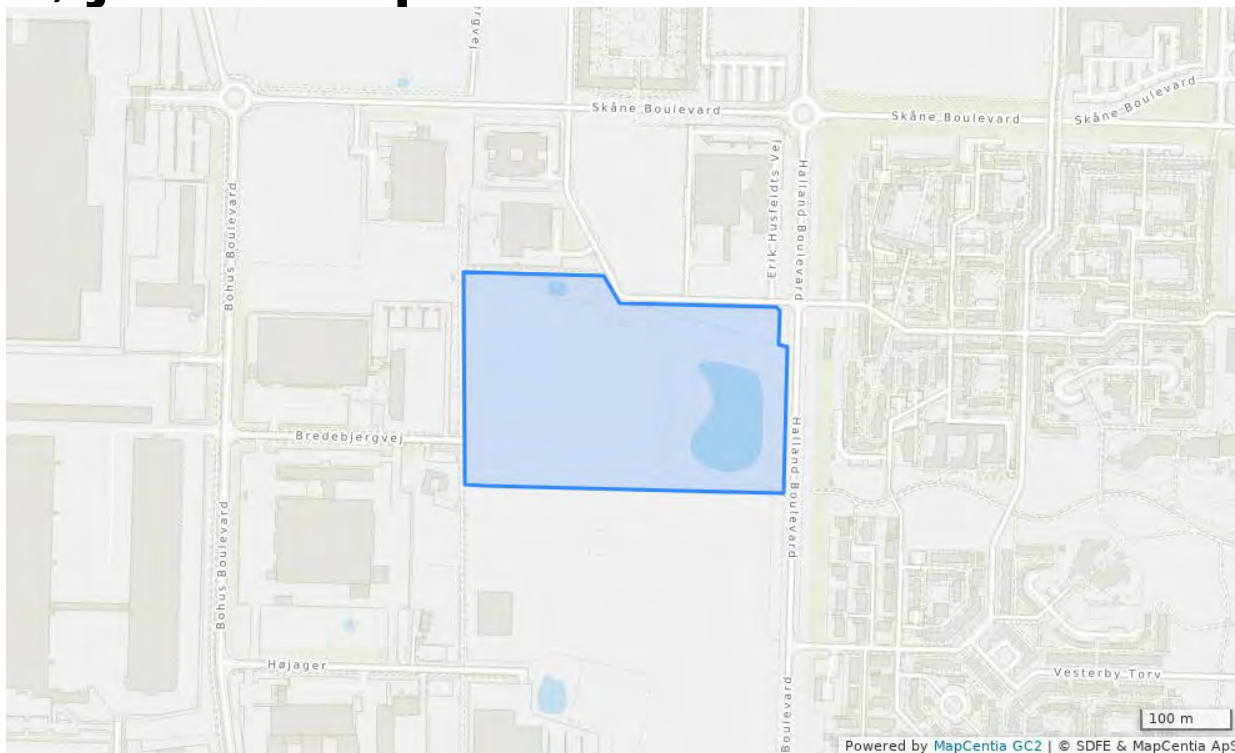 Skåne Boulevard
Skåne Boulevard
Skåne Boulevard
Bohus Boulevard
Erik Husfeldts Vej
Halland Boulevard
Bredebjergvej
Halland Boulevard
Bohus Boulevard
Højager
Vesterby Torv
Boulevard
100 m
Powered by MapCentia GC2 | © SDFE & MapCentia ApS